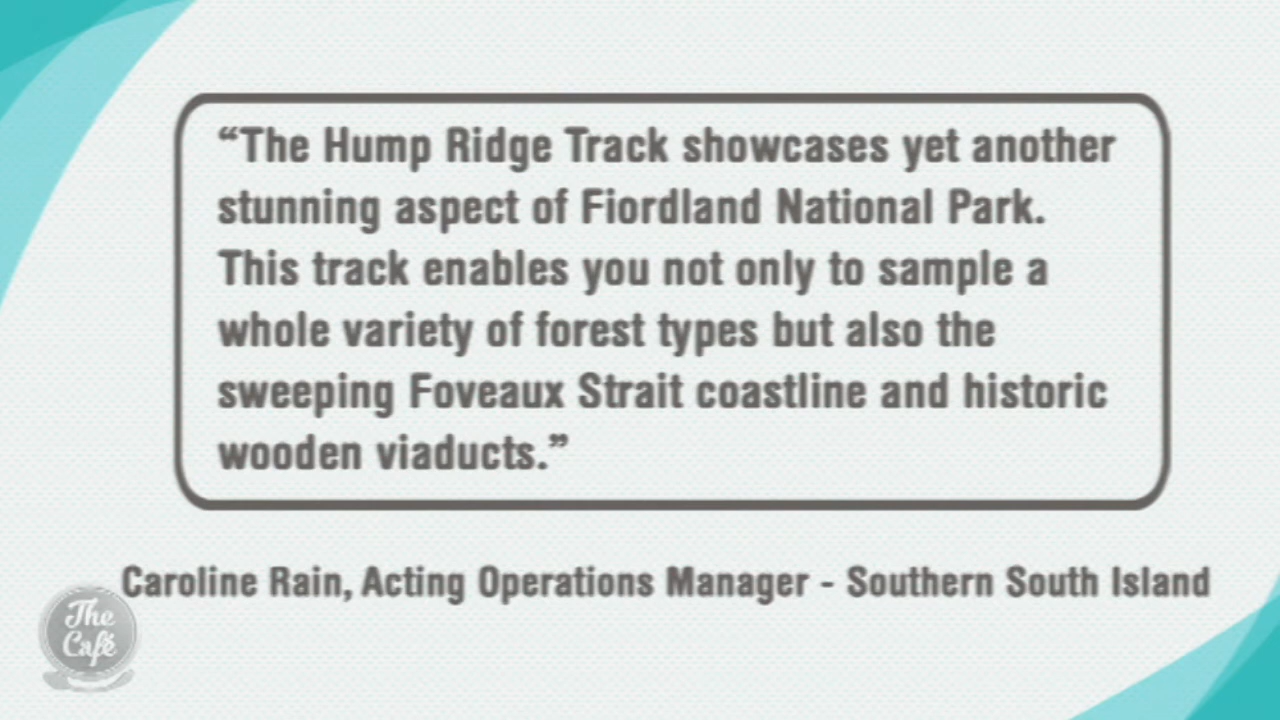 “The Hump Ridge Track showcases yet another
stunning aspect of Fiordland National Park.
This track enables you not only to sample a
whole variety of forest types but also the
sweeping Foveaux Strait coastline and historic
wooden viaducts.”
Caroline Rain, Acting Operations Manager - Southern South Island
The
Café